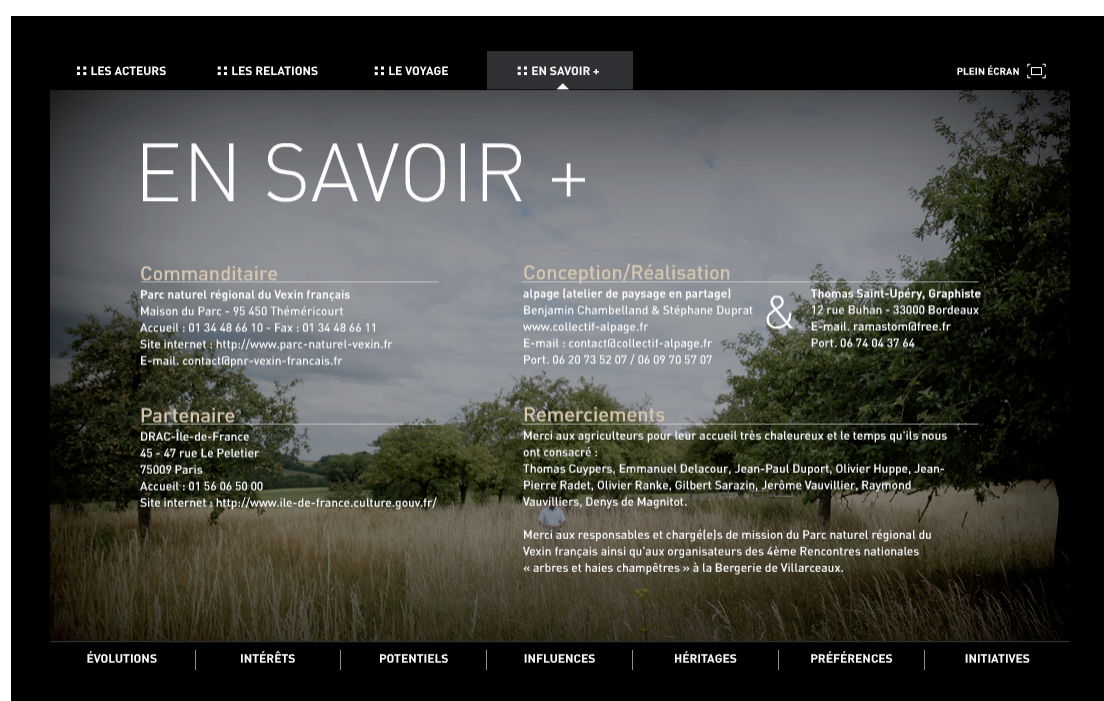 LES ACTEURS
LES RELATIONS
LE VOYAGE
EN SAVOIR +
PLEIN ÉCRAN
EN SAVOIR +
Commanditaire
Parc naturel régional du Vexin français
Maison du Parc - 95 450 Théméricourt
Accueil : 01 34 48 66 10 - Fax : 01 34 48 66 11
Site internet : http://www.parc-naturel-vexin.fr
E-mail. contact@pnr-vexin-francais.fr
Conception/Réalisation
alpage (atelier de paysage en partage)
Benjamin Chambelland & Stéphane Duprat
www.collectif-alpage.fr
E-mail : contact@collectif-alpage.fr
Port. 06 20 73 52 07 / 06 09 70 57 07
&
Thomas Saint-Upéry, Graphiste
12 rue Buhan - 33000 Bordeaux
E-mail. ramastom@free.fr
Port. 06 74 04 37 64
Partenaire
DRAC-Île-de-France
45 - 47 rue Le Peletier
75009 Paris
Accueil : 01 56 06 50 00
Site internet : http://www.ile-de-france.culture.gouv.fr/
Remerciements
Merci aux agriculteurs pour leur accueil très chaleureux et le temps qu'ils nous
ont consacré :
Thomas Cuypers, Emmanuel Delacour, Jean-Paul Duport, Olivier Huppe, Jean-
Pierre Radet, Olivier Ranke, Gilbert Sarazin, Jerôme Vauvillier, Raymond
Vauvilliers, Denys de Magnitot.
Merci aux responsables et chargé(e)s de mission du Parc naturel régional du
Vexin français ainsi qu'aux organisateurs des 4ème Rencontres nationales
« arbres et haies champêtres » à la Bergerie de Villarceaux.
ÉVOLUTIONS
INTÉRÊTS
POTENTIELS
INFLUENCES
HÉRITAGES
PRÉFÉRENCES
INITIATIVES